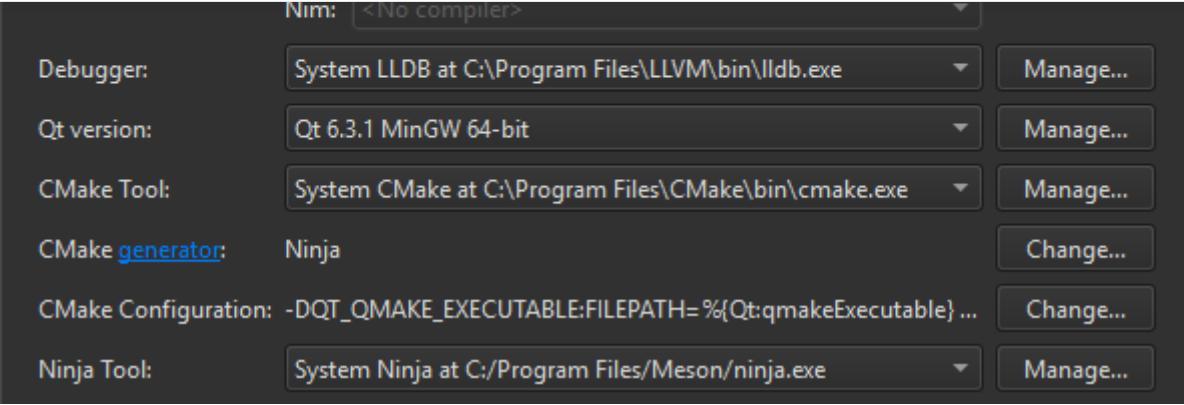 Nim: <No compiler>
Debugger: System LLDB at C:\Program Files\LLVM\bin\lldb.exe Manage...
Qt version: Qt 6.3.1 MinGW 64-bit Manage...
CMake Tool: System CMake at C:\Program Files\CMake\bin\cmake.exe Manage...
CMake generator: Ninja Change...
CMake Configuration: -DQT_QMAKE_EXECUTABLE:FILEPATH=%{Qt:qmakeExecutable} ... Change...
Ninja Tool: System Ninja at C:/Program Files/Meson/ninja.exe Manage...